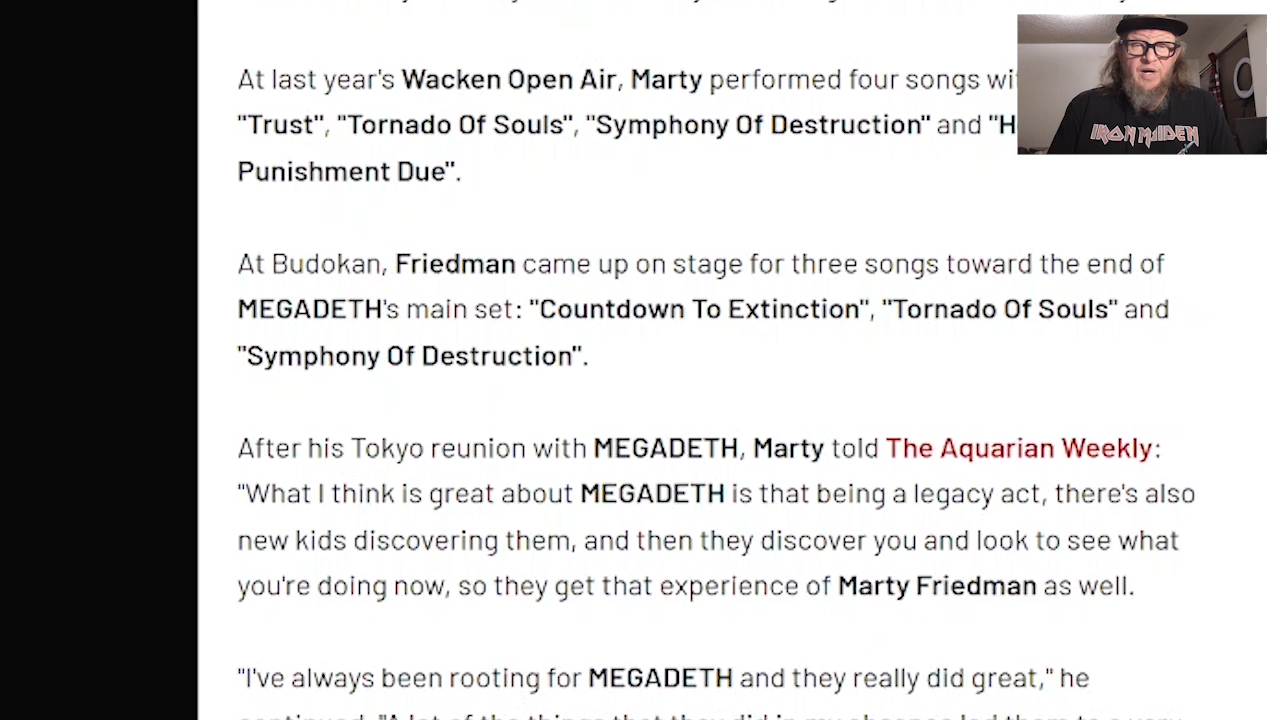 At last year's Wacken Open Air, Marty performed four songs
"Trust", "Tornado Of Souls", "Symphony Of Destruction" and
Punishment Due".
At Budokan, Friedman came up on stage for three songs toward the end of
MEGADETH's main set: "Countdown To Extinction", "Tornado Of Souls" and
"Symphony Of Destruction".
After his Tokyo reunion with MEGADETH, Marty told The Aquarian Weekly:
"What I think is great about MEGADETH is that being a legacy act, there's also
new kids discovering them, and then they discover you and look to see what
you're doing now, so they get that experience of Marty Friedman as well.
"I've always been rooting for MEGADETH and they really did great," he
IRON MAIDEN